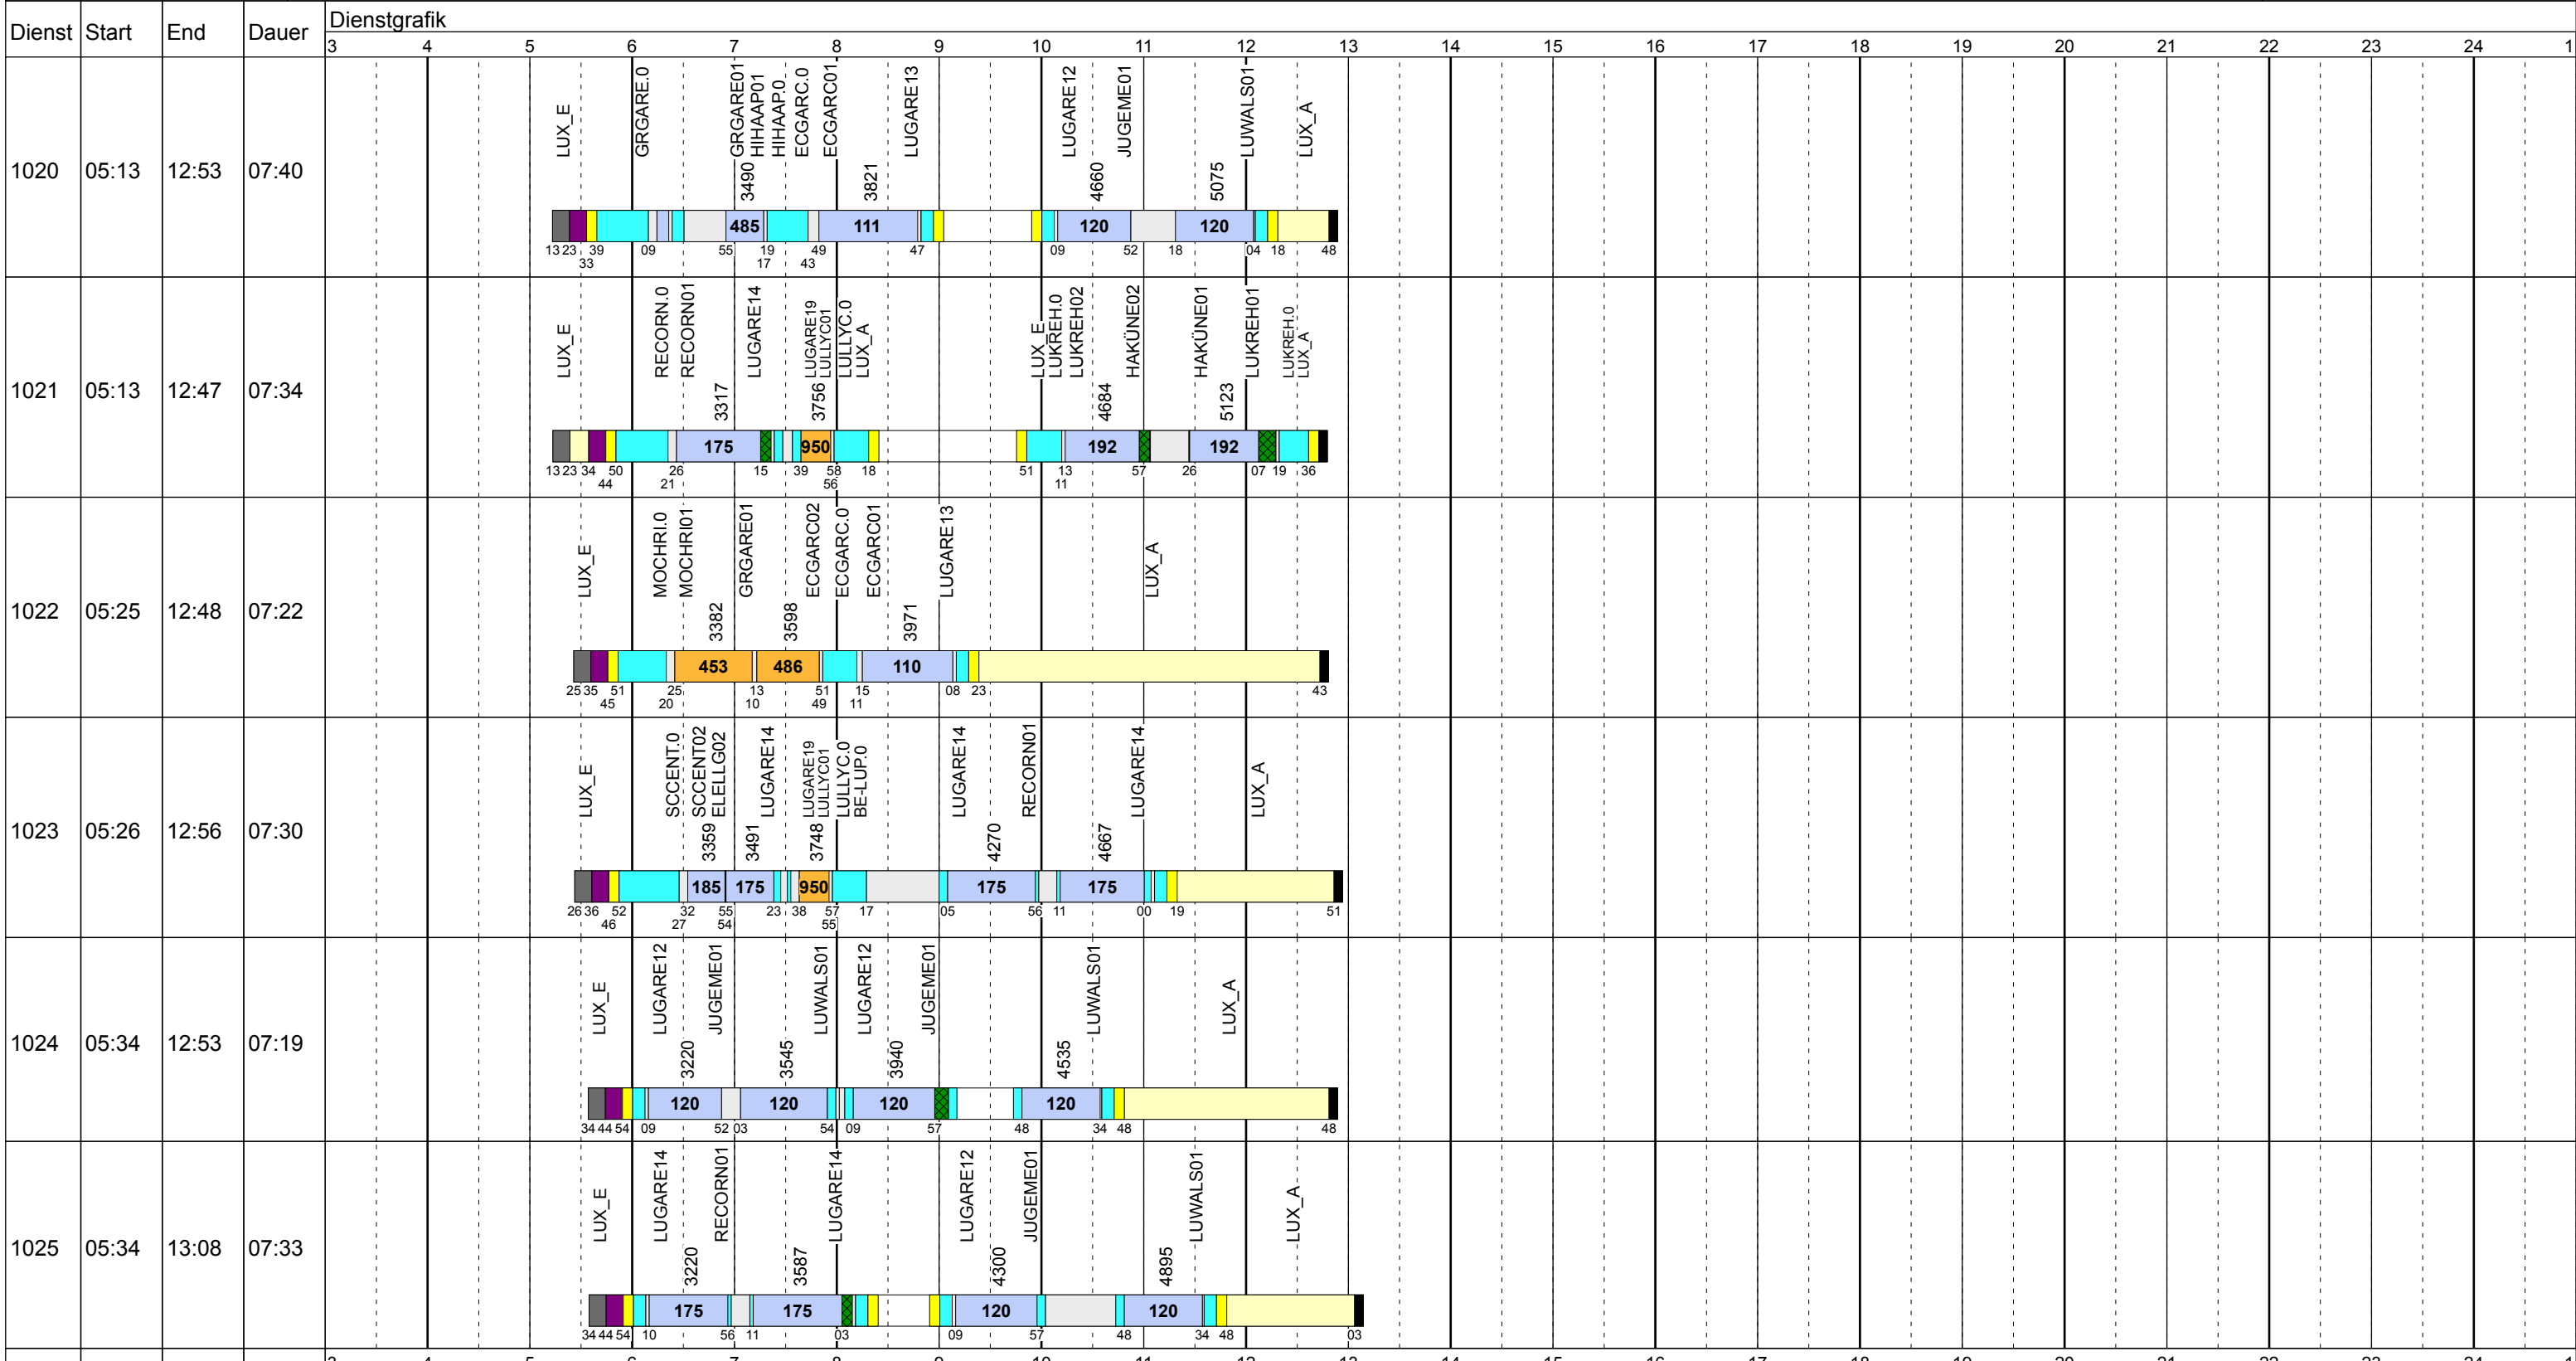 Dienst Start End Dauer Dienstgrafik
3 4 5 6 7 8 9 10 11 12 13 14 15 16 17 18 19 20 21 22 23 24 1
LUX_E GRGARE.0 GRGARE01 HIHAAP01 HIHAAP.0 ECGARC.0 ECGARC01 LUGARE13 LUGARE12 JUGEME01 LUWALS01 LUX_A
3490 3821 4660 5075
1020 05:13 12:53 07:40
485 111 120 120
13 23 39 09 55 19 49 47 09 52 18 04 18 48
33 17 43
LUX_E RECORN.0 RECORN01 LUGARE14 LUGARE19 LULLYC01 LULLYC.0 LUX_A LUX_E LUKREH.0 LUKREH02 HAKÜNE02 HAKÜNE01 LUKREH01 LUKREH.0 LUX_A
3317 3756 4684 5123
1021 05:13 12:47 07:34
175 950 192 192
13 23 34 50 26 15 39 58 18 51 13 57 26 07 19 36
44 21 56 11
LUX_E MOCHRI.0 MOCHRI01 GRGARE01 ECGARC02 ECGARC.0 ECGARC01 LUGARE13 LUX_A
3382 3598 3971
1022 05:25 12:48 07:22
453 486 110
25 35 51 25 13 51 15 08 23 43
45 20 10 49 11
LUX_E SCCENT.0 SCCENT02 ELELLG02 LUGARE14 LUGARE19 LULLYC01 LULLYC.0 BE-LUP.0 LUGARE14 RECORN01 LUGARE14 LUX_A
3359 3491 3748 4270 4667
1023 05:26 12:56 07:30
185 175 950 175 175
26 36 52 32 55 23 38 57 17 05 56 11 00 19 51
46 27 54 55
LUX_E LUGARE12 JUGEME01 LUWALS01 LUGARE12 JUGEME01 LUWALS01 LUX_A
3220 3545 3940 4535
1024 05:34 12:53 07:19
120 120 120 120
34 44 54 09 52 03 54 09 57 48 34 48 48
LUX_E LUGARE14 RECORN01 LUGARE14 LUGARE12 JUGEME01 LUWALS01 LUX_A
3220 3587 4300 4895
1025 05:34 13:08 07:33
175 175 120 120
34 44 54 10 56 11 03 09 57 48 34 48 03